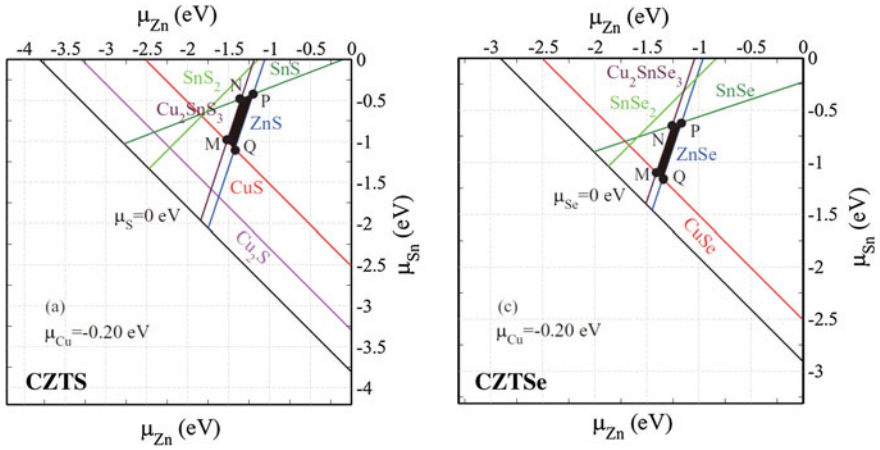 μZn (eV)
-4 -3.5 -3 -2.5 -2 -1.5 -1 -0.5 0
0
-0.5
-1
-1.5
-2
-2.5
-3
-3.5
-4
μSn (eV)
SnS2
SnS
N
P
Cu2SnS3
ZnS
M
Q
CuS
μS=0 eV
Cu2S
(a)
μCu=-0.20 eV
CZTS
μZn (eV)
μZn (eV)
-3 -2.5 -2 -1.5 -1 -0.5 0
0
-0.5
-1
-1.5
-2
-2.5
-3
μSn (eV)
Cu2SnSe3
SnSe2
SnSe
N
P
ZnSe
M
Q
μSe=0 eV
CuSe
(c)
μCu=-0.20 eV
CZTSe
μZn (eV)